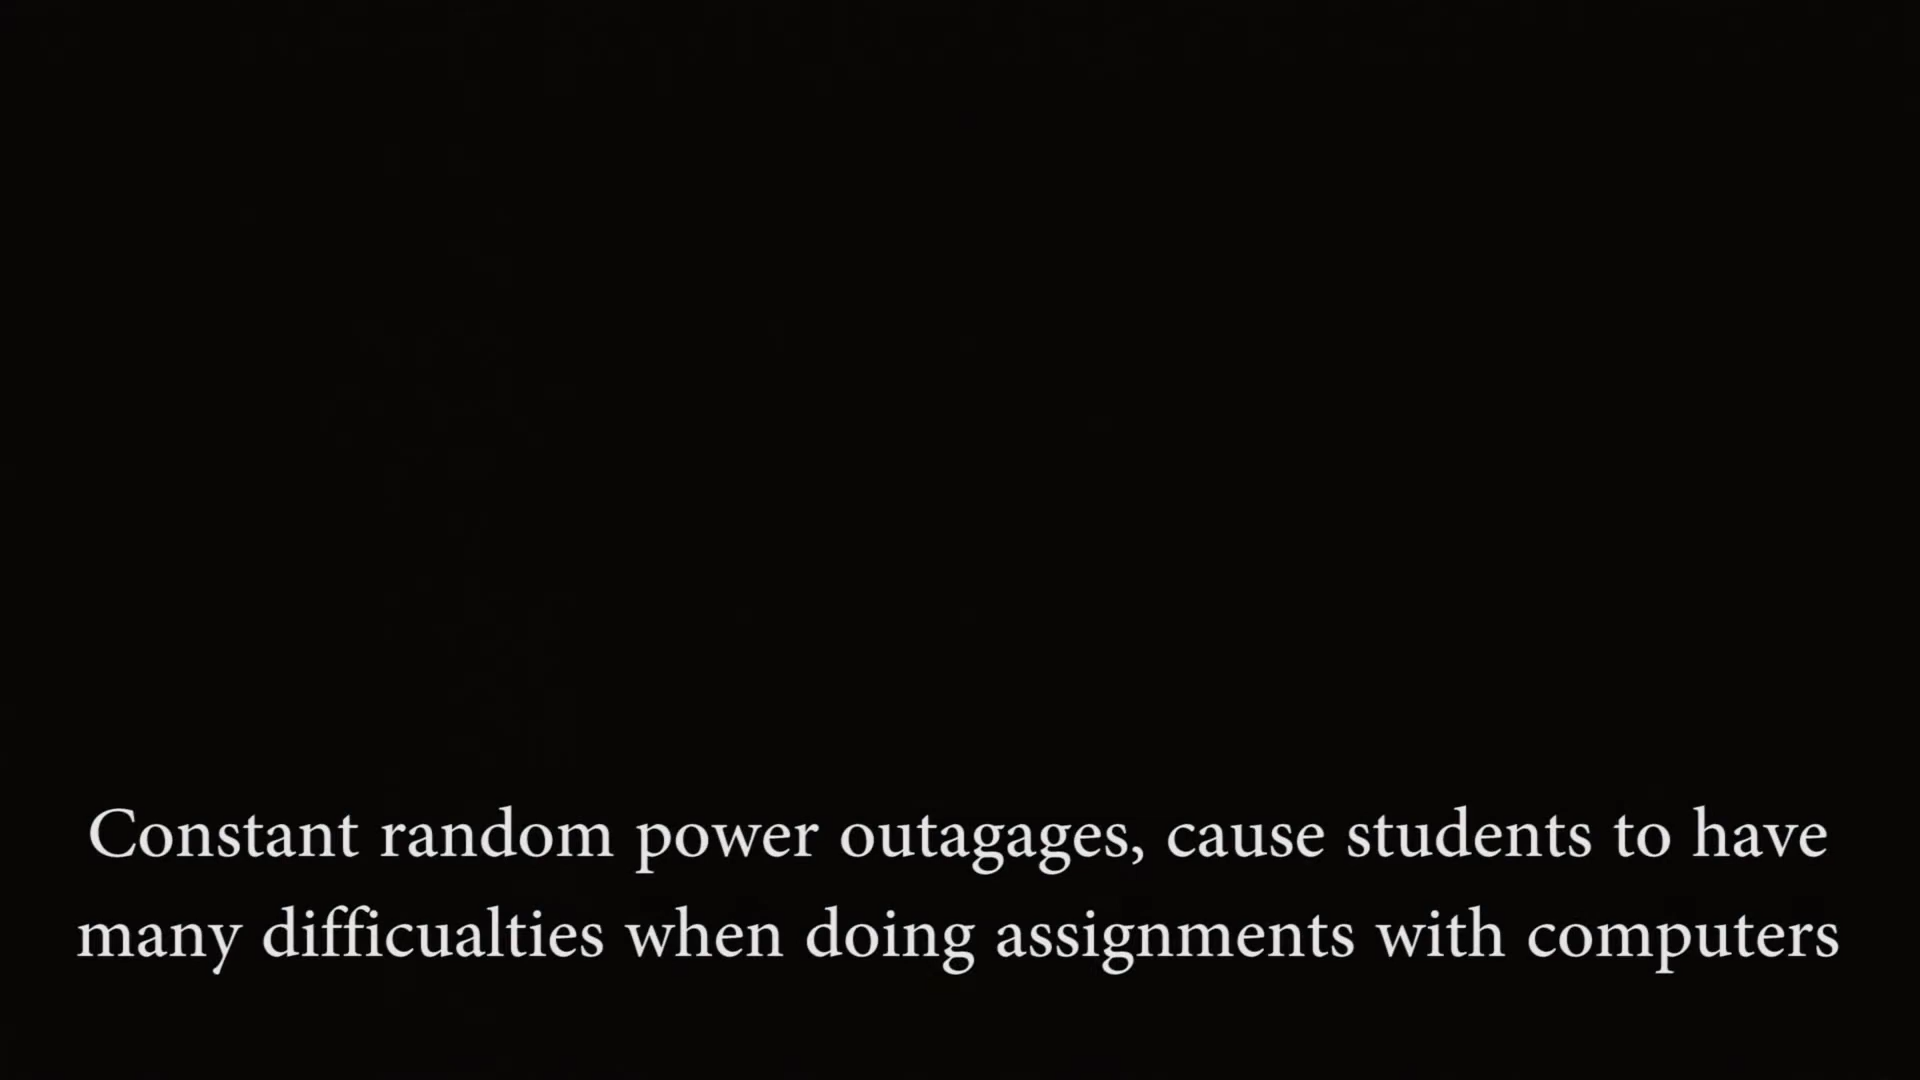 Constant random power outagages, cause students to have
many difficualties when doing assignments with computers